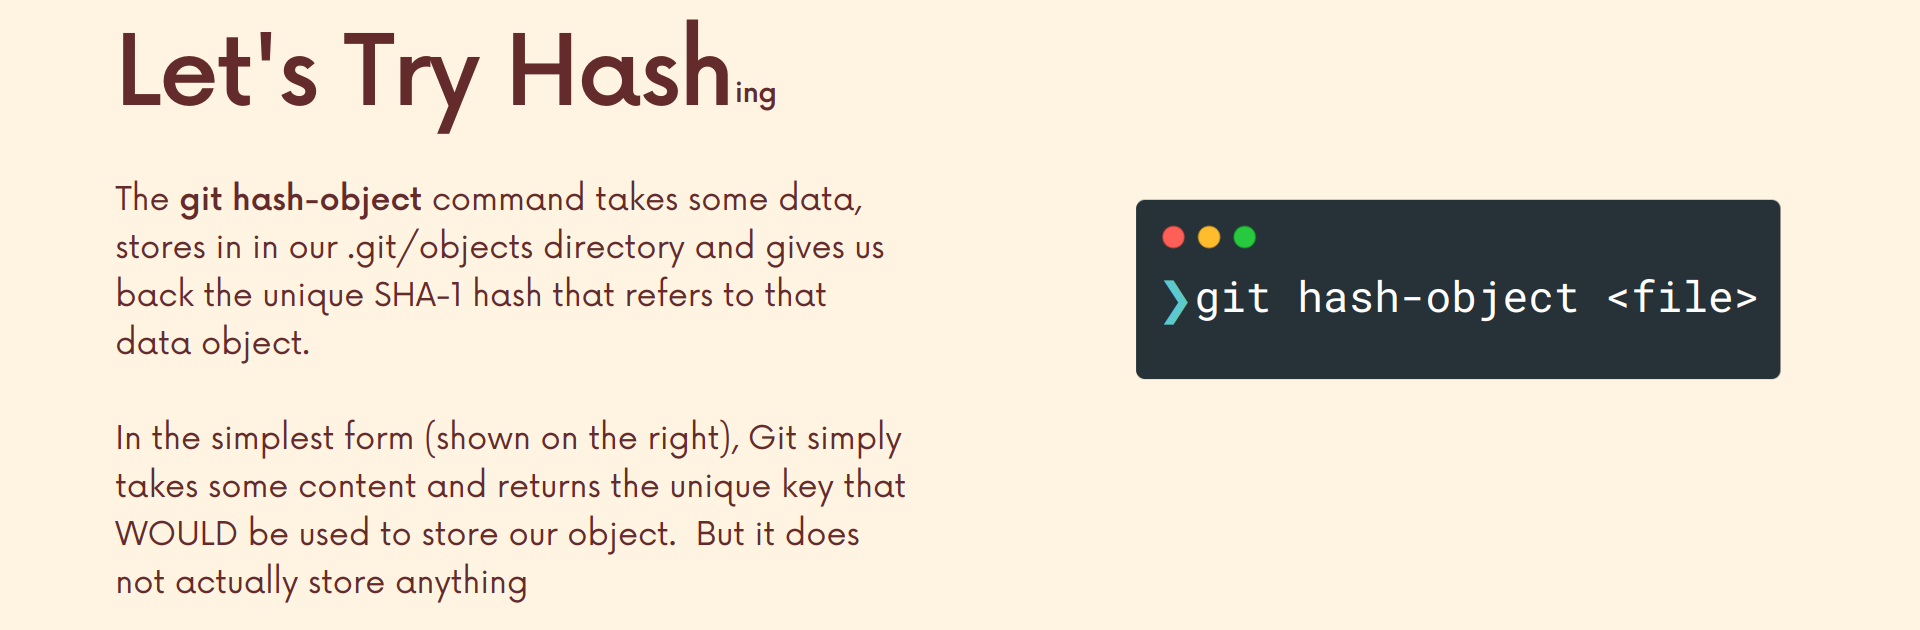 Let's Try Hashing
The git hash-object command takes some data,
stores in in our .git/objects directory and gives us
back the unique SHA-1 hash that refers to that
data object.
In the simplest form (shown on the right), Git simply
takes some content and returns the unique key that
WOULD be used to store our object.  But it does
not actually store anything
❯git hash-object <file>